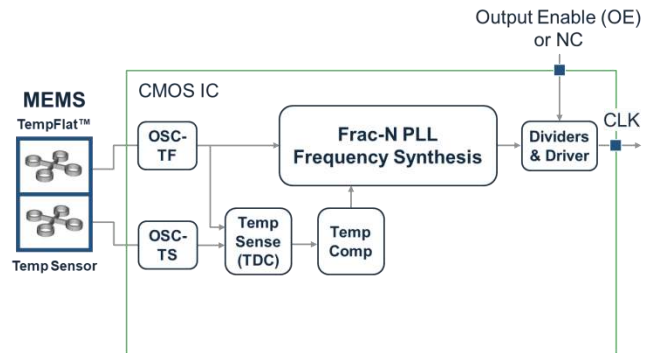 Output Enable (OE)
or NC
MEMS
TempFlat™
CMOS IC
CLK
OSC-
TF
Frac-N PLL
Frequency Synthesis
Dividers
& Driver
OSC-
TS
Temp
Sense
(TDC)
Temp
Comp
Temp Sensor